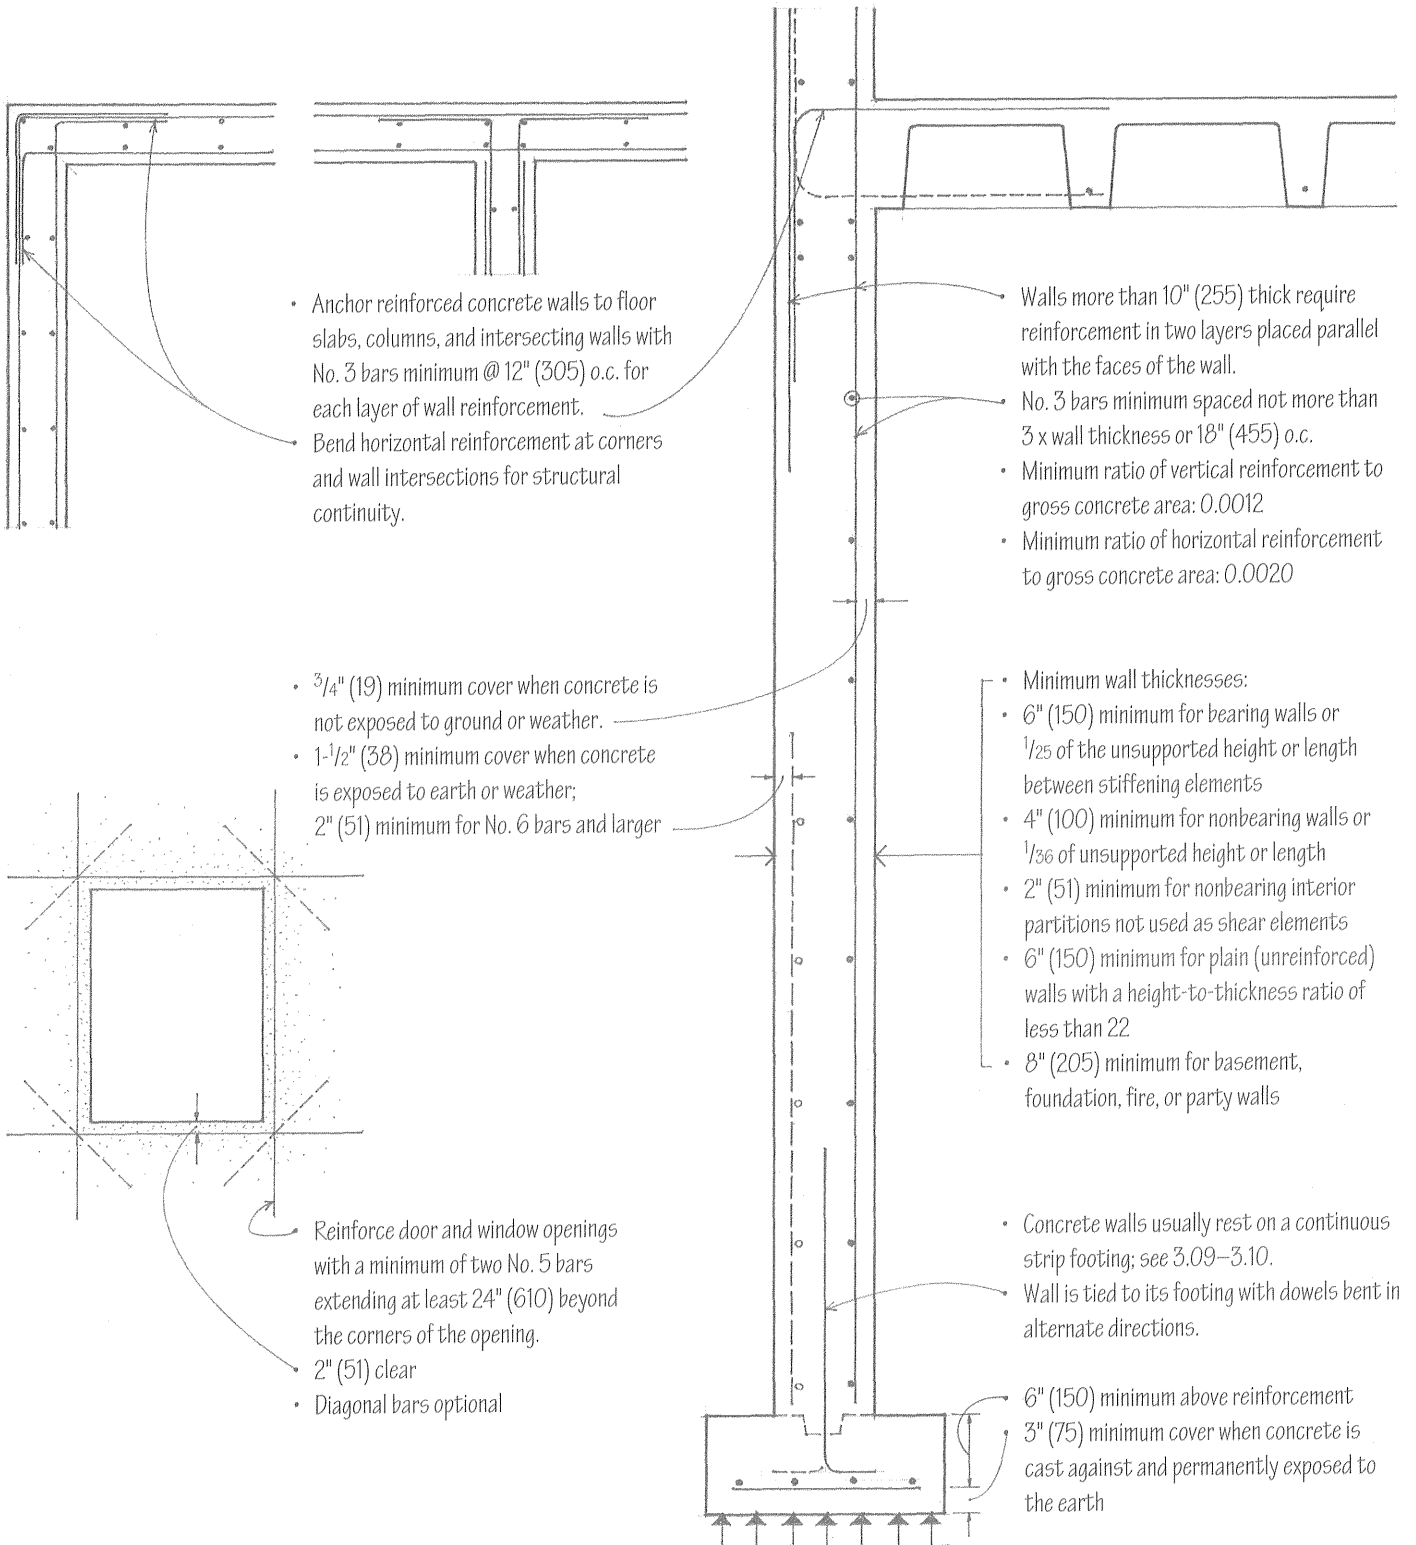 • Anchor reinforced concrete walls to floor
slabs, columns, and intersecting walls with
No. 3 bars minimum @ 12" (305) o.c. for
each layer of wall reinforcement.
• Bend horizontal reinforcement at corners
and wall intersections for structural
continuity.
• Walls more than 10" (255) thick require
reinforcement in two layers placed parallel
with the faces of the wall.
• No. 3 bars minimum spaced not more than
3 x wall thickness or 18" (455) o.c.
• Minimum ratio of vertical reinforcement to
gross concrete area: 0.0012
• Minimum ratio of horizontal reinforcement
to gross concrete area: 0.0020
• 3/4" (19) minimum cover when concrete is
not exposed to ground or weather.
• 1-1/2" (38) minimum cover when concrete
is exposed to earth or weather;
2" (51) minimum for No. 6 bars and larger
• Minimum wall thicknesses:
• 6" (150) minimum for bearing walls or
1/25 of the unsupported height or length
between stiffening elements
• 4" (100) minimum for nonbearing walls or
1/36 of unsupported height or length
• 2" (51) minimum for nonbearing interior
partitions not used as shear elements
• 6" (150) minimum for plain (unreinforced)
walls with a height-to-thickness ratio of
less than 22
• 8" (205) minimum for basement,
foundation, fire, or party walls
• Reinforce door and window openings
with a minimum of two No. 5 bars
extending at least 24" (610) beyond
the corners of the opening.
• 2" (51) clear
• Diagonal bars optional
• Concrete walls usually rest on a continuous
strip footing; see 3.09–3.10.
• Wall is tied to its footing with dowels bent in
alternate directions.
• 6" (150) minimum above reinforcement
• 3" (75) minimum cover when concrete is
cast against and permanently exposed to
the earth